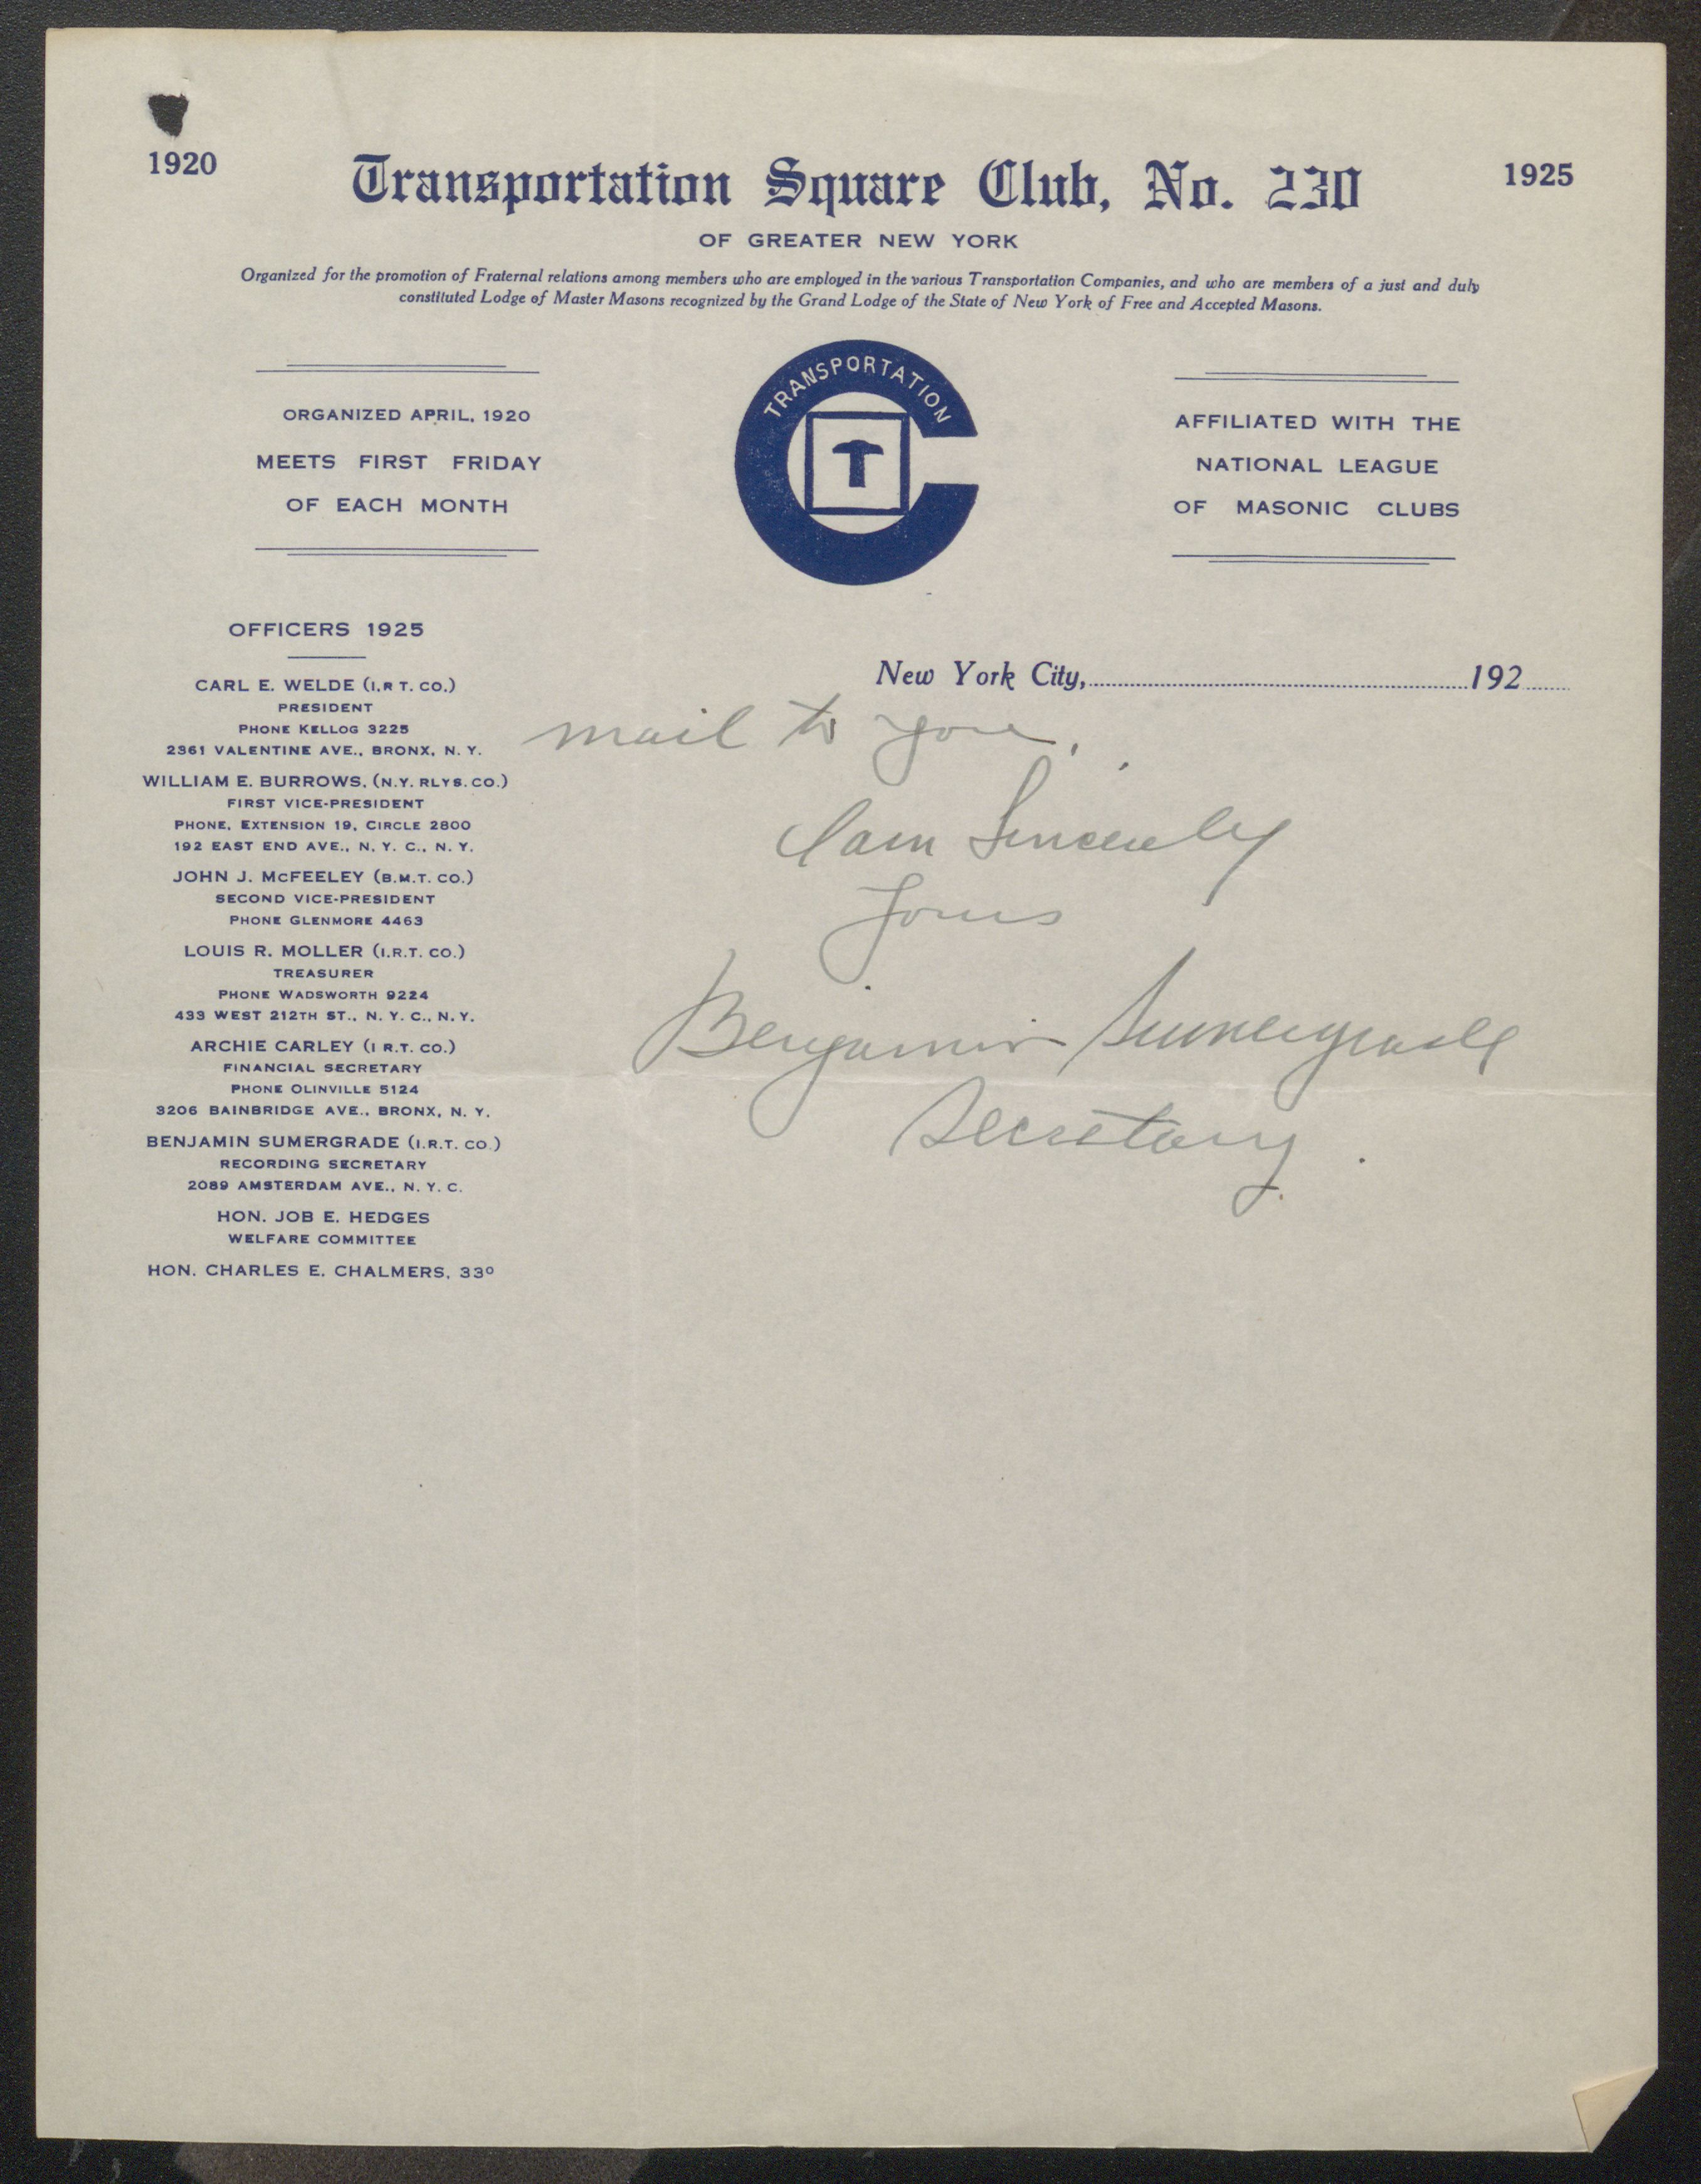 1920
Transportation Square Club, No. 230
1925
OF GREATER NEW YORK
Organized for the promotion of Fraternal relations among members who are employed in the various Transportation Companies, and who are members of a just and duly
constituted Lodge of Master Masons recognized by the Grand Lodge of the State of New York of Free and Accepted Masons.
ORGANIZED APRIL, 1920
MEETS FIRST FRIDAY
OF EACH MONTH
TRANSPORTATION
T
AFFILIATED WITH THE
NATIONAL LEAGUE
OF MASONIC CLUBS
OFFICERS 1925
CARL E. WELDE (I.R T. CO.)
PRESIDENT
PHONE KELLOG 3225
2361 VALENTINE AVE., BRONX, N. Y.
WILLIAM E. BURROWS, (N.Y. RLYS. CO.)
FIRST VICE-PRESIDENT
PHONE, EXTENSION 19, CIRCLE 2800
192 EAST END AVE., N. Y. C., N. Y.
JOHN J. McFEELEY (B.M.T. CO.)
SECOND VICE-PRESIDENT
PHONE GLENMORE 4463
LOUIS R. MOLLER (I.R.T. CO.)
TREASURER
PHONE WADSWORTH 9224
433 WEST 212TH ST., N. Y. C., N. Y.
ARCHIE CARLEY (I R.T. CO.)
FINANCIAL SECRETARY
PHONE OLINVILLE 5124
3206 BAINBRIDGE AVE., BRONX, N. Y.
BENJAMIN SUMERGRADE (I.R.T. CO.)
RECORDING SECRETARY
2089 AMSTERDAM AVE., N. Y. C.
HON. JOB E. HEDGES
WELFARE COMMITTEE
HON. CHARLES E. CHALMERS, 33º
New York City, 192
mail to you.
I am Sincerely
Yours
Benjamin Sumergrade
Secretary.